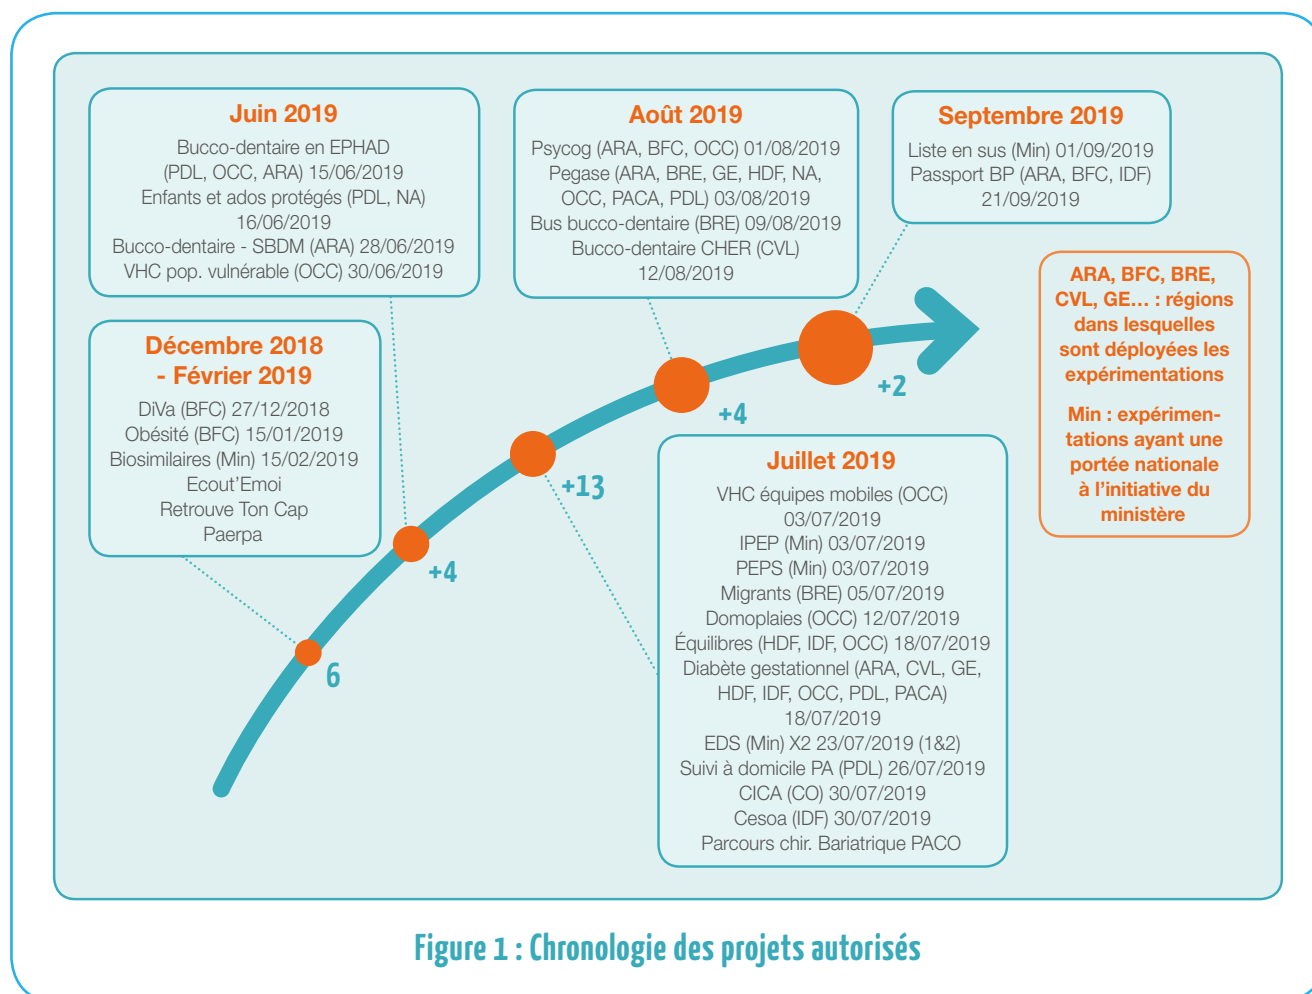 Juin 2019
Bucco-dentaire en EPHAD
(PDL, OCC, ARA) 15/06/2019
Enfants et ados protégés (PDL, NA)
16/06/2019
Bucco-dentaire - SBDM (ARA) 28/06/2019
VHC pop. vulnérable (OCC) 30/06/2019
Août 2019
Psycog (ARA, BFC, OCC) 01/08/2019
Pegase (ARA, BRE, GE, HDF, NA,
OCC, PACA, PDL) 03/08/2019
Bus bucco-dentaire (BRE) 09/08/2019
Bucco-dentaire CHER (CVL)
12/08/2019
Septembre 2019
Liste en sus (Min) 01/09/2019
Passport BP (ARA, BFC, IDF)
21/09/2019
Décembre 2018
- Février 2019
DiVa (BFC) 27/12/2018
Obésité (BFC) 15/01/2019
Biosimilaires (Min) 15/02/2019
Ecout'Emoi
Retrouve Ton Cap
Paerpa
ARA, BFC, BRE,
CVL, GE... : régions
dans lesquelles
sont déployées les
expérimentations
Min : expérimen-
tations ayant une
portée nationale
à l'initiative du
ministère
6
+4
+13
+4
+2
Juillet 2019
VHC équipes mobiles (OCC)
03/07/2019
IPEP (Min) 03/07/2019
PEPS (Min) 03/07/2019
Migrants (BRE) 05/07/2019
Domoplaies (OCC) 12/07/2019
Équilibres (HDF, IDF, OCC) 18/07/2019
Diabète gestationnel (ARA, CVL, GE,
HDF, IDF, OCC, PDL, PACA)
18/07/2019
EDS (Min) X2 23/07/2019 (1&2)
Suivi à domicile PA (PDL) 26/07/2019
CICA (CO) 30/07/2019
Cesoa (IDF) 30/07/2019
Parcours chir. Bariatrique PACO
Figure 1 : Chronologie des projets autorisés